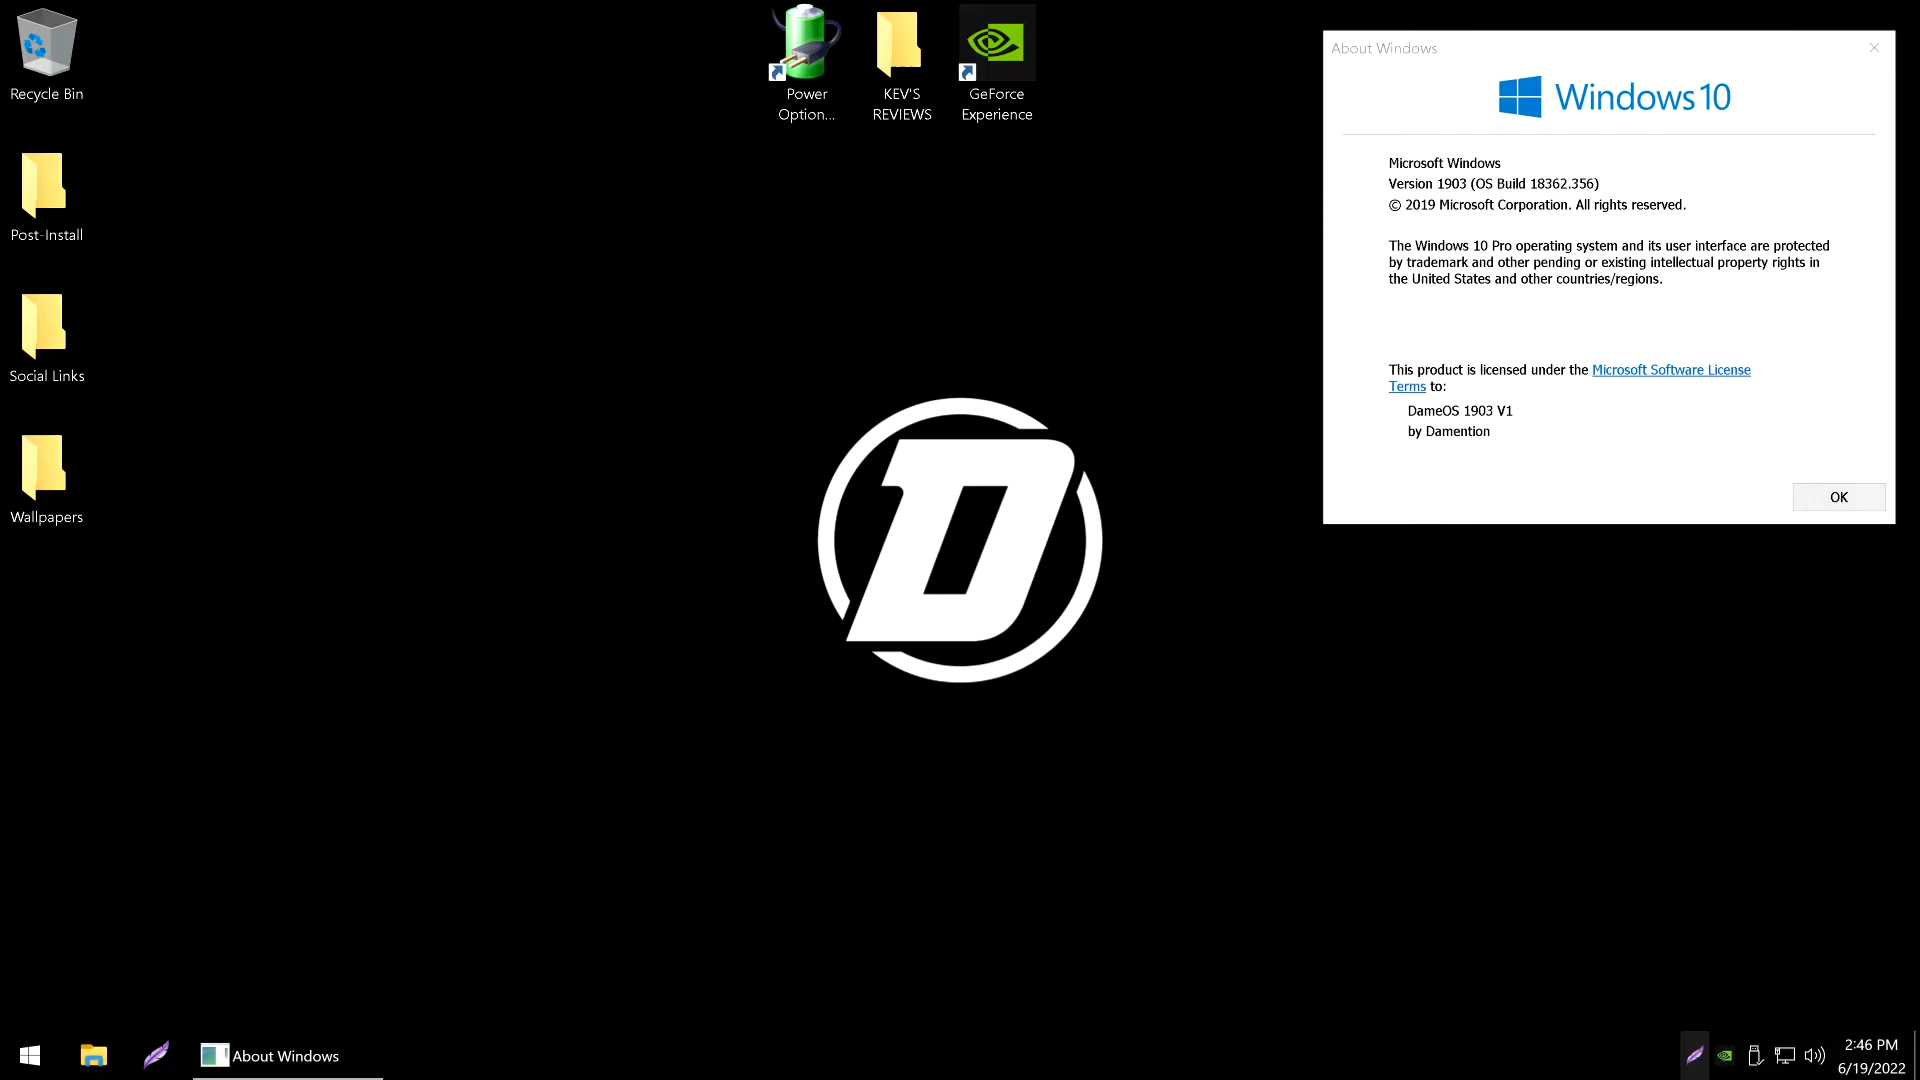 Recycle Bin
Post-Install
Social Links
Wallpapers
Power
Option...
KEV'S
REVIEWS
GeForce
Experience
About Windows
Windows 10
Microsoft Windows
Version 1903 (OS Build 18362.356)
© 2019 Microsoft Corporation. All rights reserved.
The Windows 10 Pro operating system and its user interface are protected
by trademark and other pending or existing intellectual property rights in
the United States and other countries/regions.
This product is licensed under the Microsoft Software License
Terms to:
DameOS 1903 V1
by Damention
OK
D
About Windows
2:46 PM
6/19/2022